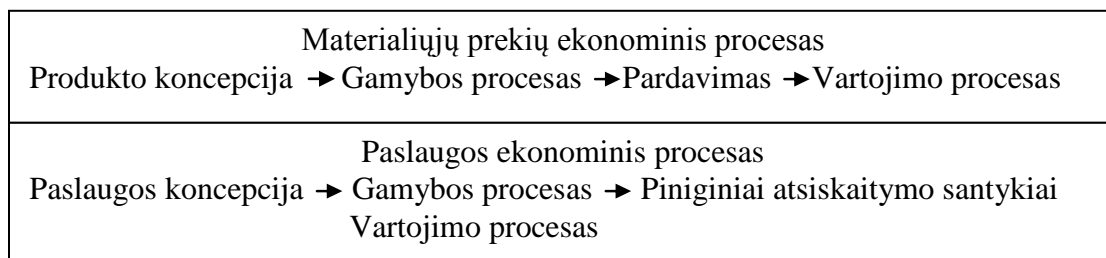 Materialiųjų prekių ekonominis procesas
Produkto koncepcija → Gamybos procesas → Pardavimas → Vartojimo procesas
Paslaugos ekonominis procesas
Paslaugos koncepcija → Gamybos procesas → Piniginiai atsiskaitymo santykiai
Vartojimo procesas